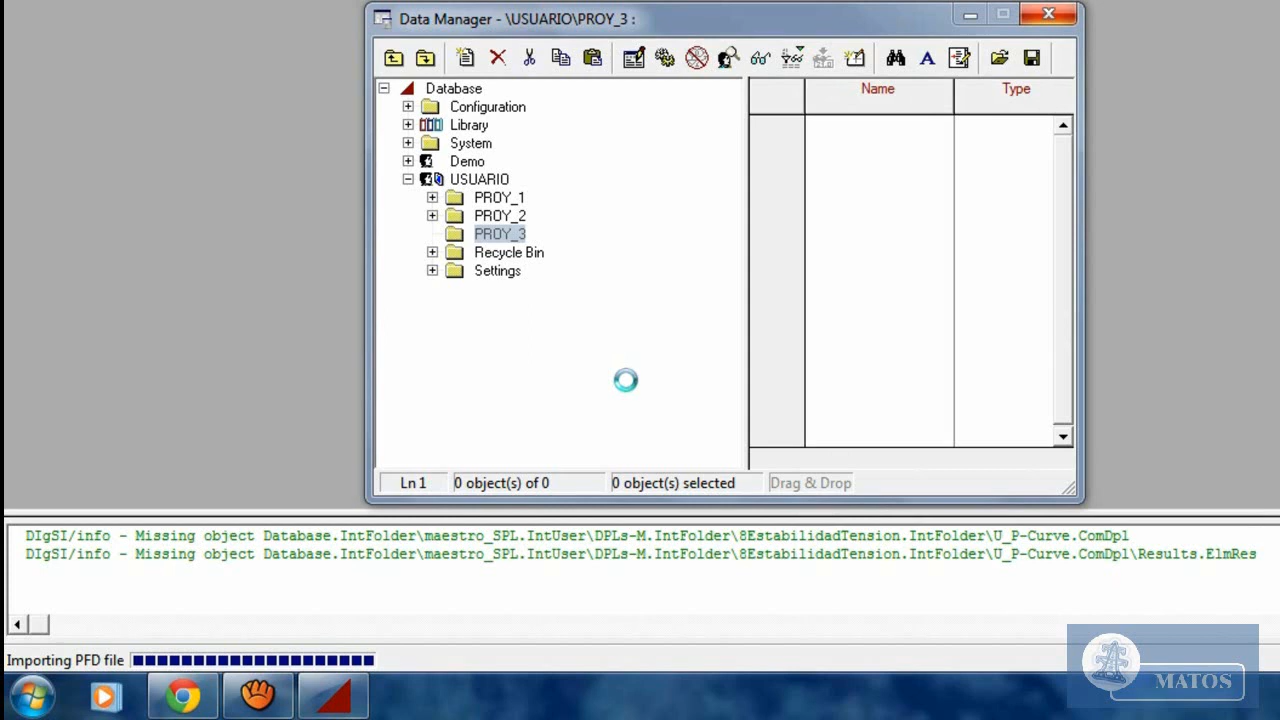 Data Manager - \USUARIO\PROY_3 :
Database
Configuration
Library
System
Demo
USUARIO
PROY_1
PROY_2
PROY_3
Recycle Bin
Settings
Name
Type
Ln 1
0 object(s) of 0
0 object(s) selected
Drag & Drop
DIgSI/info - Missing object Database.IntFolder\maestro_SPL.IntUser\DPLs-M.IntFolder\8EstabilidadTension.IntFolder\U_P-Curve.ComDpl
DIgSI/info - Missing object Database.IntFolder\maestro_SPL.IntUser\DPLs-M.IntFolder\8EstabilidadTension.IntFolder\U_P-Curve.ComDpl\Results.ElmRes
Importing PFD file
MATOS